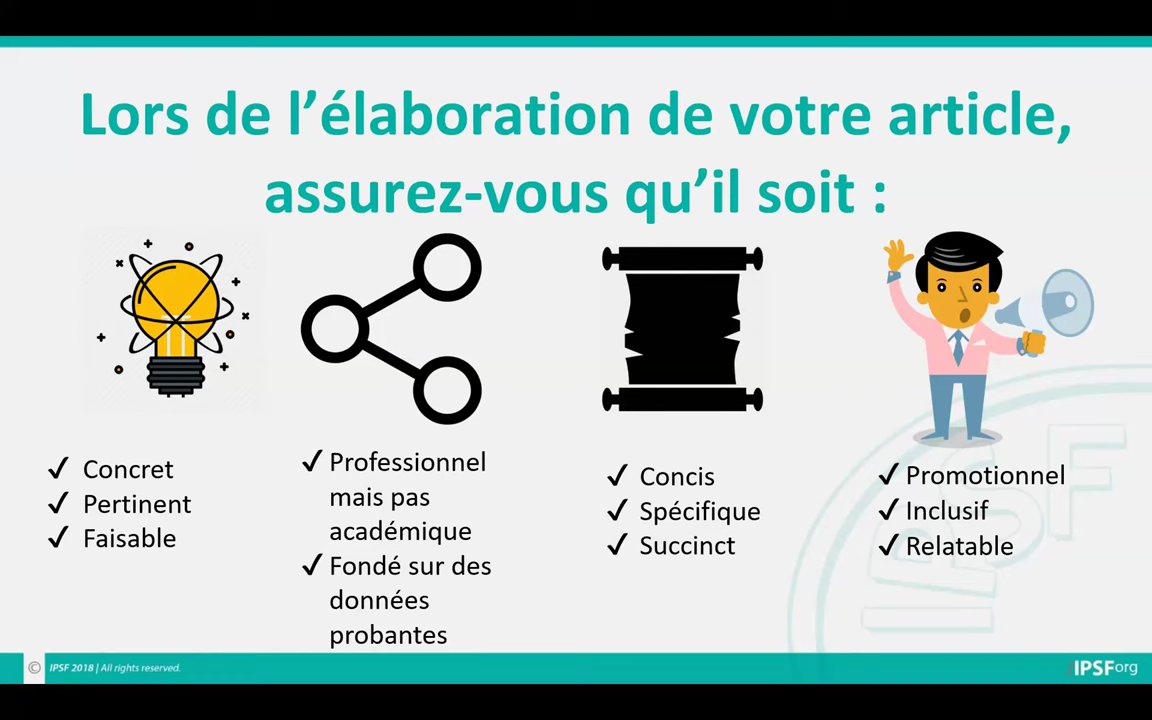 Lors de l’élaboration de votre article,
assurez-vous qu’il soit :
✓ Concret
✓ Pertinent
✓ Faisable
✓ Professionnel
mais pas
académique
✓ Fondé sur des
données
probantes
✓ Concis
✓ Spécifique
✓ Succinct
✓ Promotionnel
✓ Inclusif
✓ Relatable
IPSF
© IPSF 2018 | All rights reserved.
/IPSForg